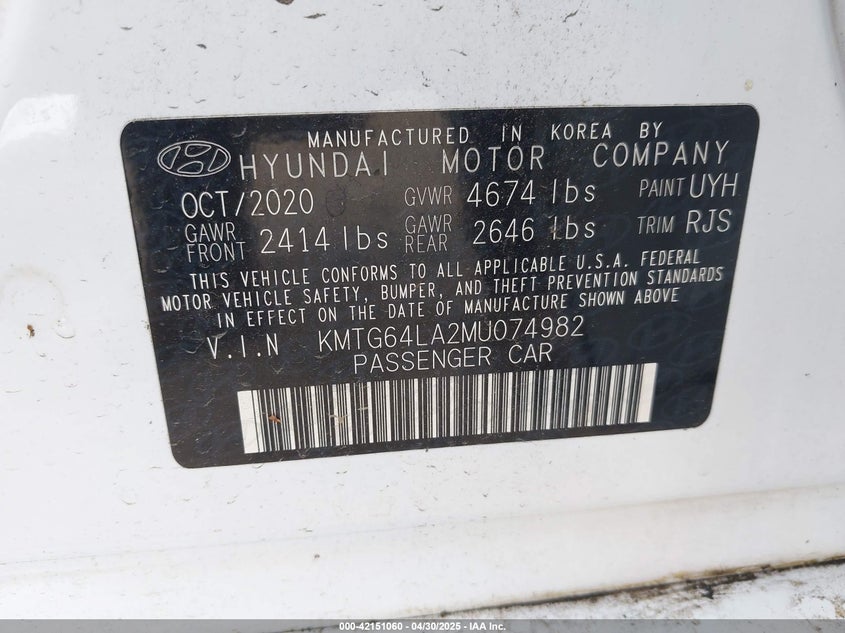 MANUFACTURED IN KOREA BY
HYUNDAI MOTOR COMPANY
OCT/2020 GVWR 4674 lbs PAINT UYH
GAWR FRONT 2414 lbs GAWR REAR 2646 lbs TRIM RJS
THIS VEHICLE CONFORMS TO ALL APPLICABLE U.S.A. FEDERAL
MOTOR VEHICLE SAFETY, BUMPER, AND THEFT PREVENTION STANDARDS
IN EFFECT ON THE DATE OF MANUFACTURE SHOWN ABOVE
V.I.N KMTG64LA2MU074982
PASSENGER CAR
000-42151060 - 04/30/2025 - IAA Inc.